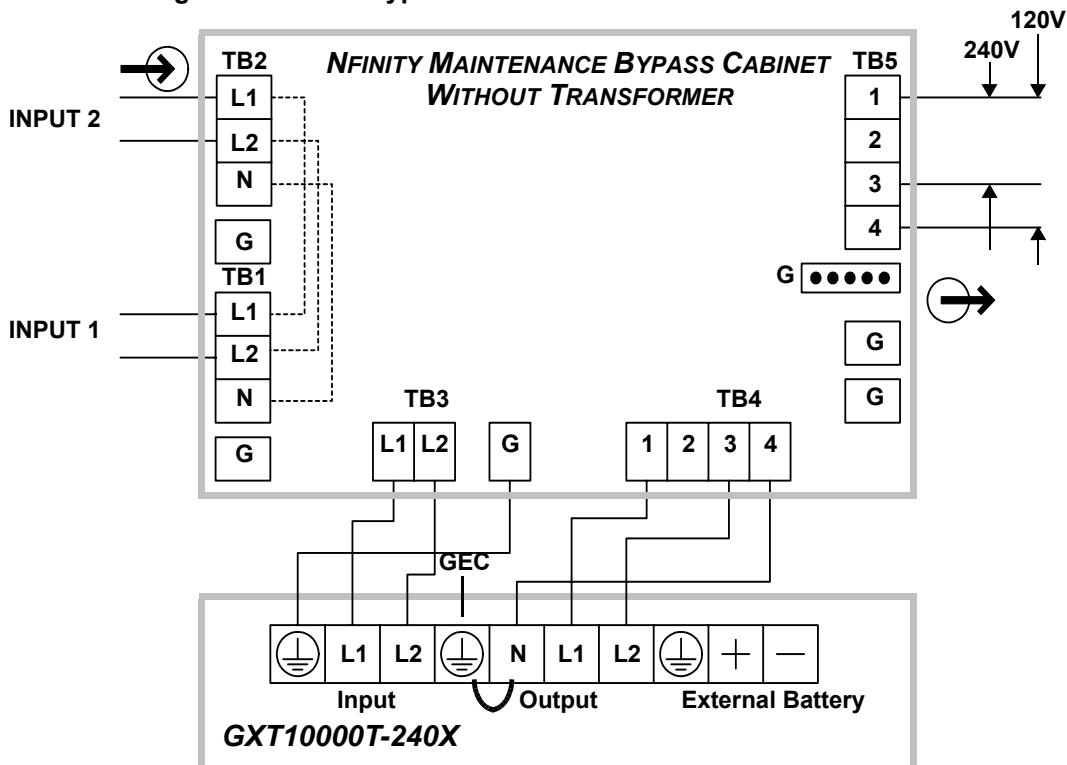 120V
240V
TB2
NFINITY MAINTENANCE BYPASS CABINET
WITHOUT TRANSFORMER
TB5
INPUT 2
L1
L2
N
G
1
2
3
4
G
TB1
INPUT 1
L1
L2
N
G
G
G
TB3
L1 L2
G
TB4
1 2 3 4
GEC
L1 L2 N L1 L2 + −
Input Output External Battery
GXT10000T-240X